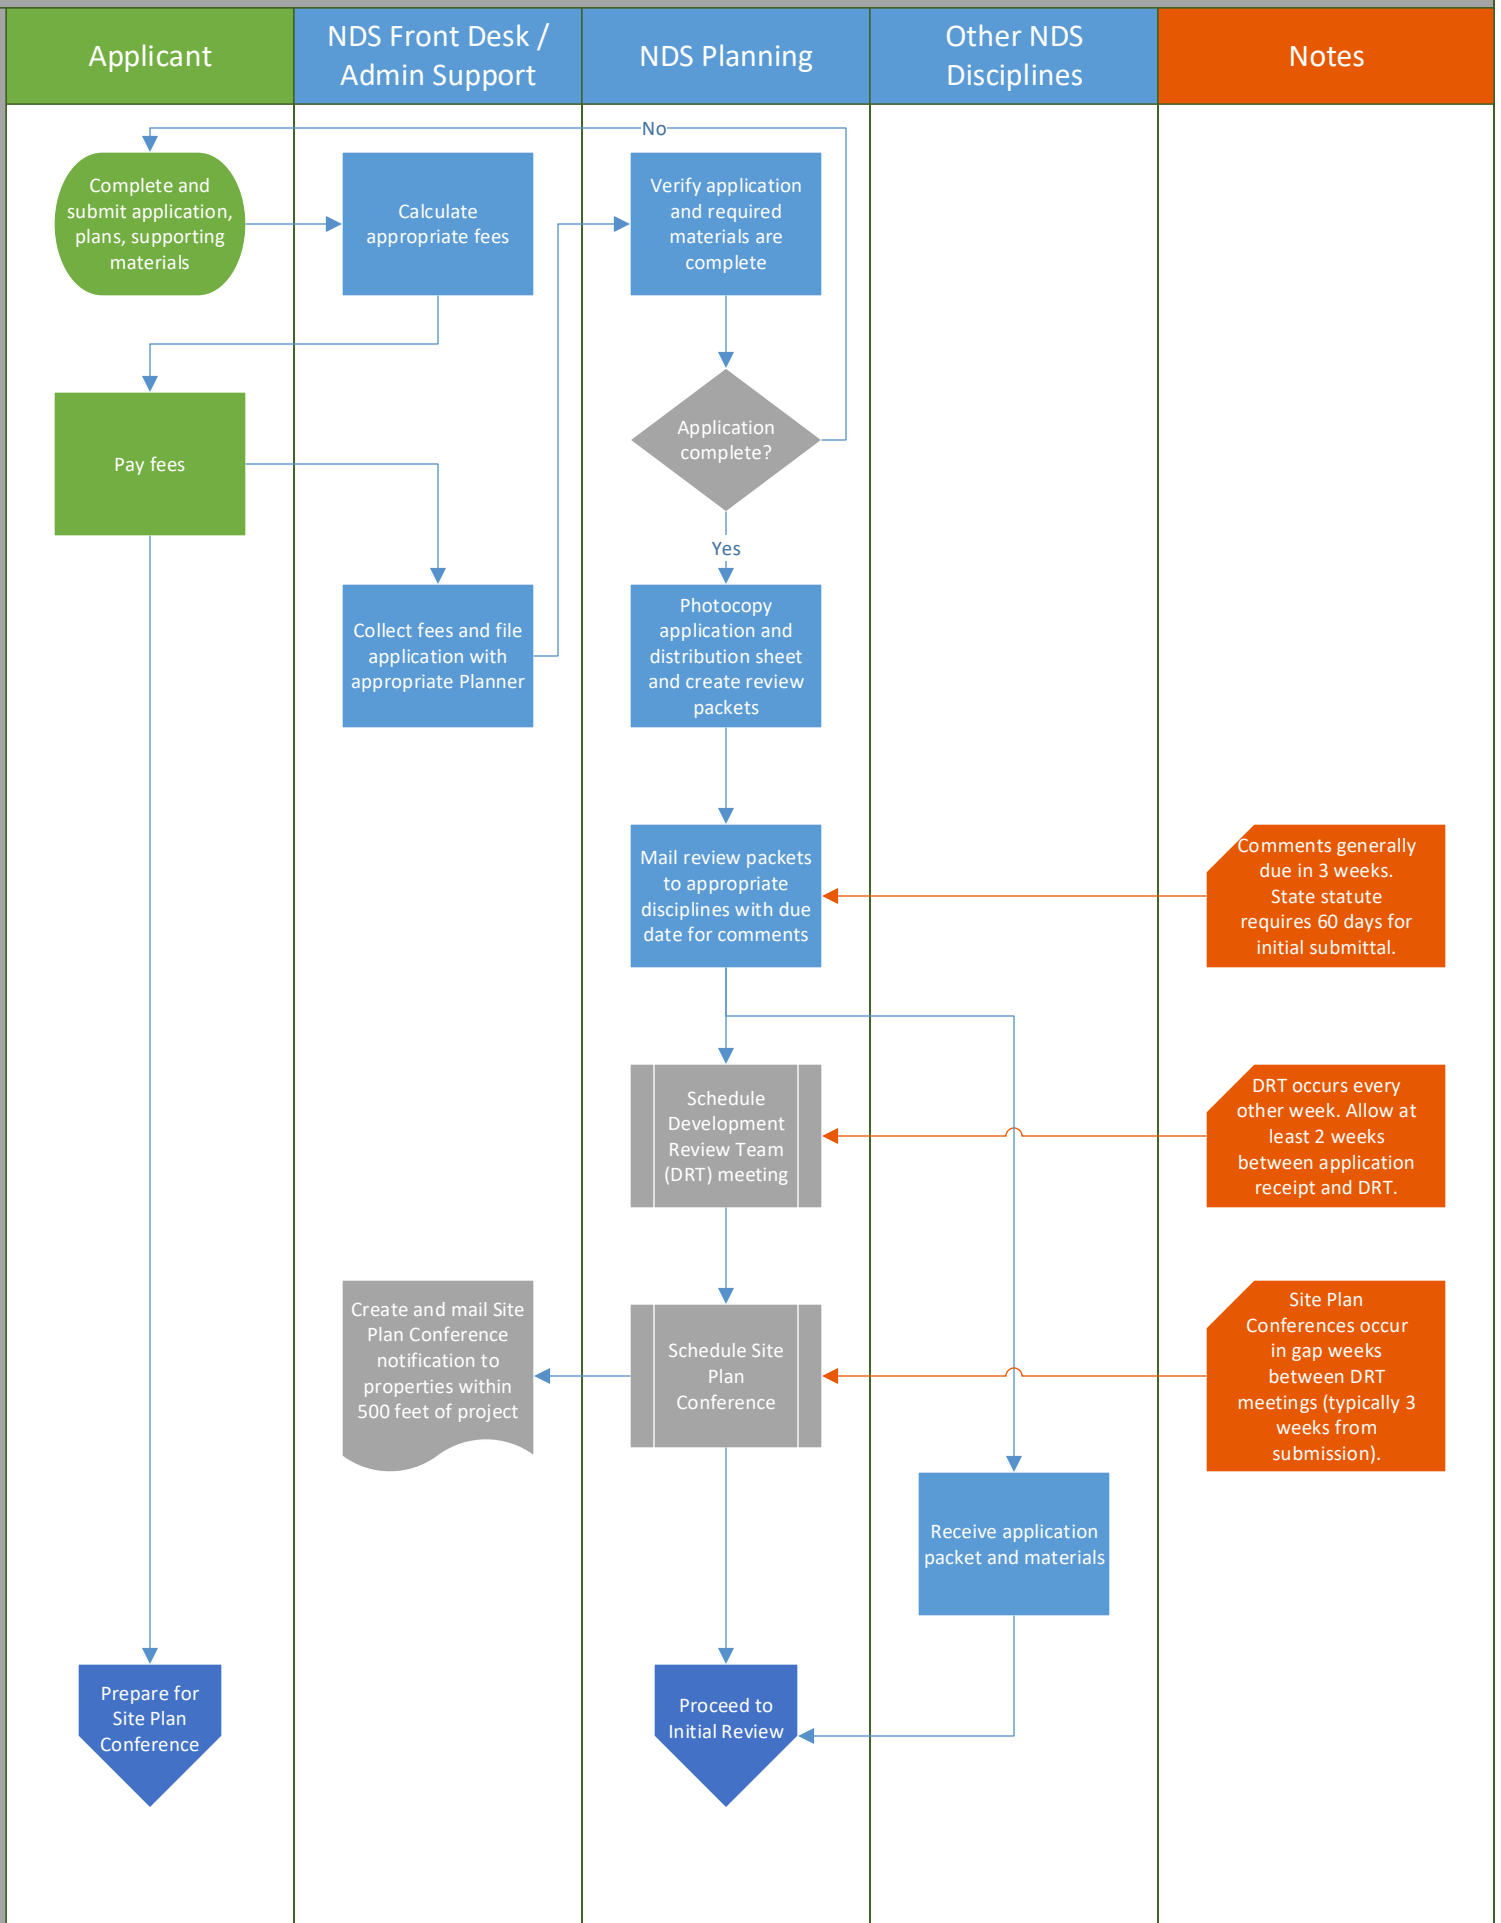 Applicant
NDS Front Desk /
Admin Support
NDS Planning
Other NDS
Disciplines
Notes
No
Complete and
submit application,
plans, supporting
materials
Calculate
appropriate fees
Verify application
and required
materials are
complete
Pay fees
Application
complete?
Yes
Collect fees and file
application with
appropriate Planner
Photocopy
application and
distribution sheet
and create review
packets
Mail review packets
to appropriate
disciplines with due
date for comments
Comments generally
due in 3 weeks.
State statute
requires 60 days for
initial submittal.
Schedule
Development
Review Team
(DRT) meeting
DRT occurs every
other week. Allow at
least 2 weeks
between application
receipt and DRT.
Create and mail Site
Plan Conference
notification to
properties within
500 feet of project
Schedule Site
Plan
Conference
Site Plan
Conferences occur
in gap weeks
between DRT
meetings (typically 3
weeks from
submission).
Receive application
packet and materials
Prepare for
Site Plan
Conference
Proceed to
Initial Review